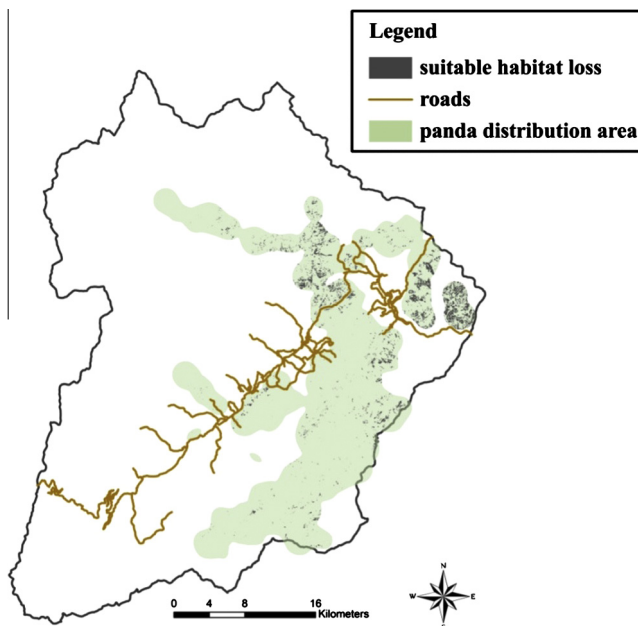 Legend
suitable habitat loss
roads
panda distribution area
N
W E
S
0 4 8 16
Kilometers